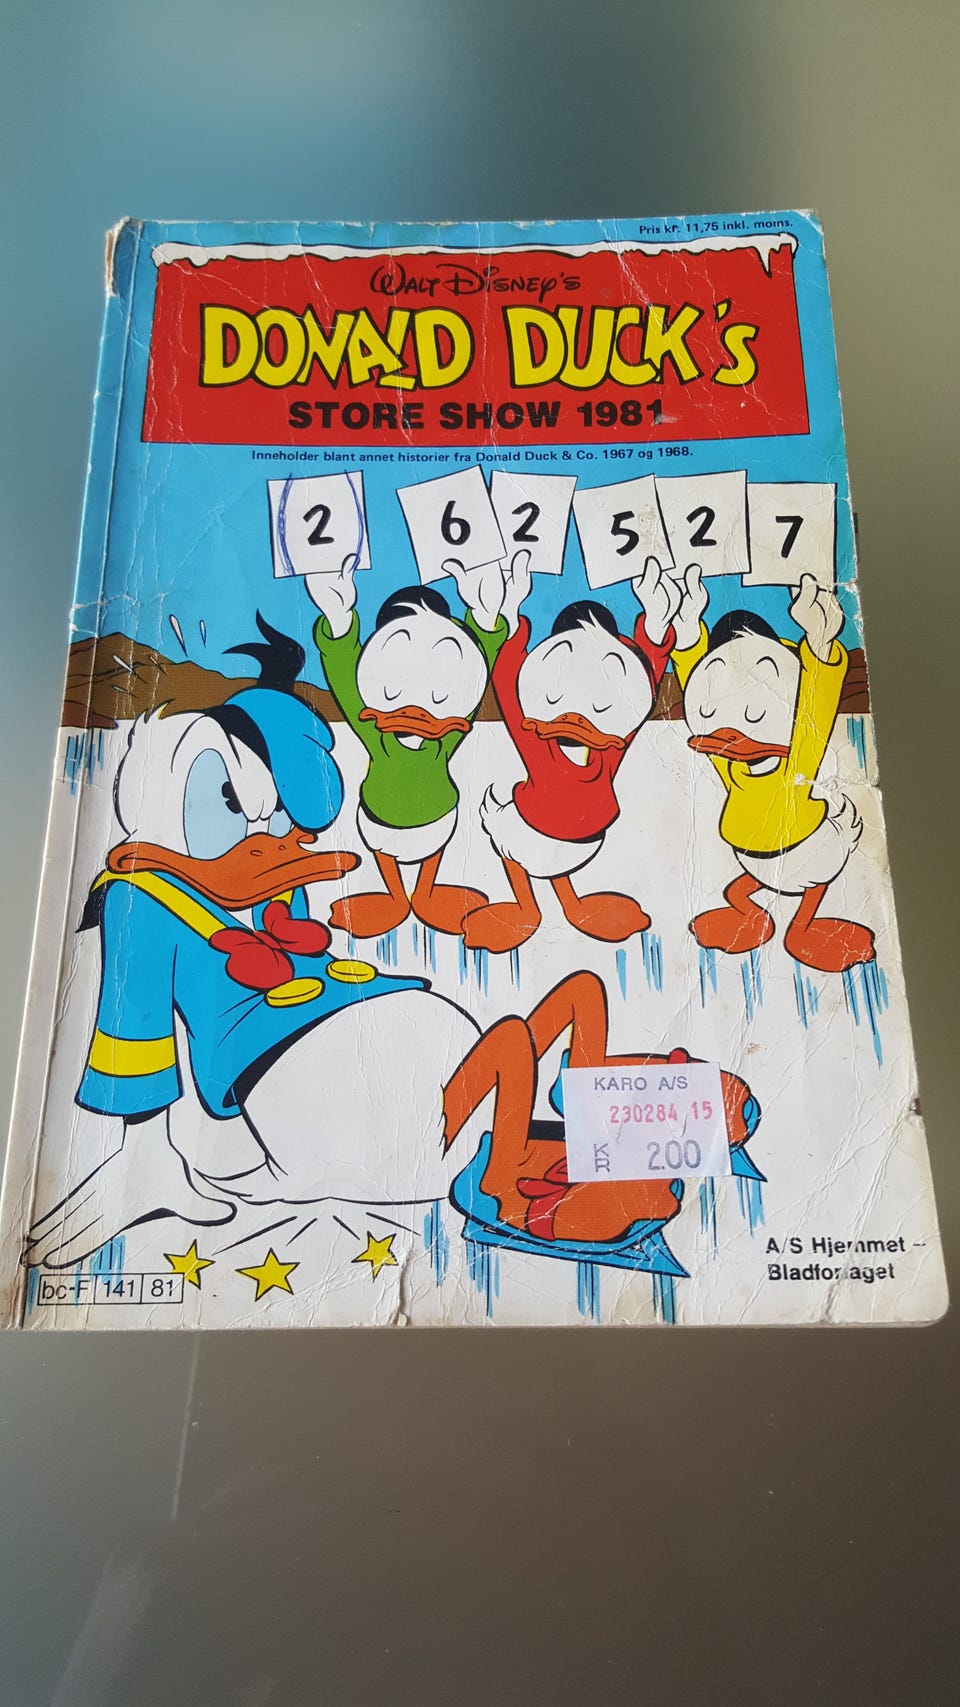 Pris kr. 11,75 inkl. moms.
WALT DISNEY'S
DONALD DUCK's
STORE SHOW 1981
Inneholder blant annet historier fra Donald Duck & Co. 1967 og 1968.
2 6 2 5 2 7
KARO A/S
230284 15
KR 2.00
A/S Hjemmet –
Bladforlaget
bc-F 141 81